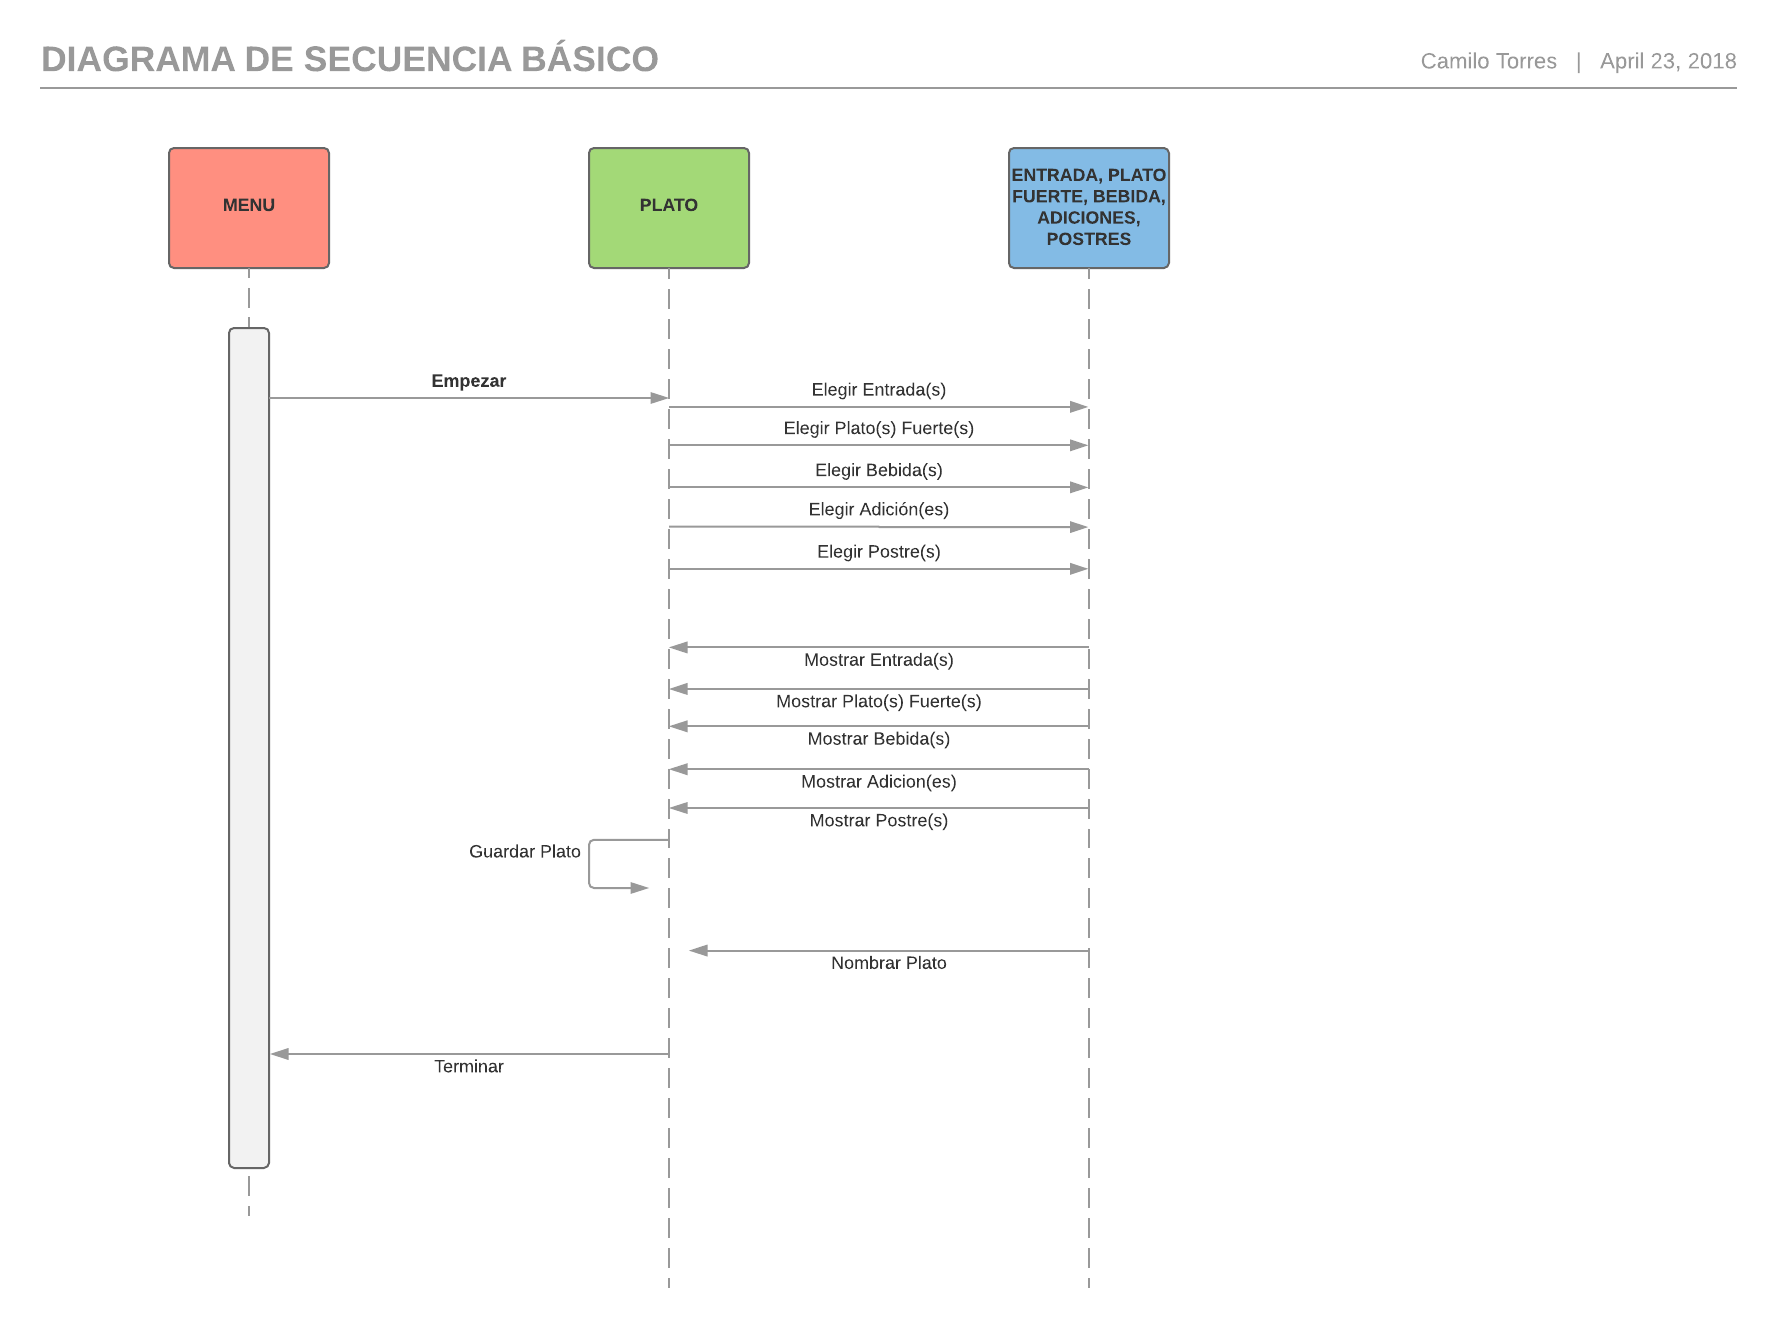 DIAGRAMA DE SECUENCIA BÁSICO
Camilo Torres | April 23, 2018
MENU
PLATO
ENTRADA, PLATO
FUERTE, BEBIDA,
ADICIONES,
POSTRES
Empezar
Elegir Entrada(s)
Elegir Plato(s) Fuerte(s)
Elegir Bebida(s)
Elegir Adición(es)
Elegir Postre(s)
Mostrar Entrada(s)
Mostrar Plato(s) Fuerte(s)
Mostrar Bebida(s)
Mostrar Adicion(es)
Mostrar Postre(s)
Guardar Plato
Nombrar Plato
Terminar